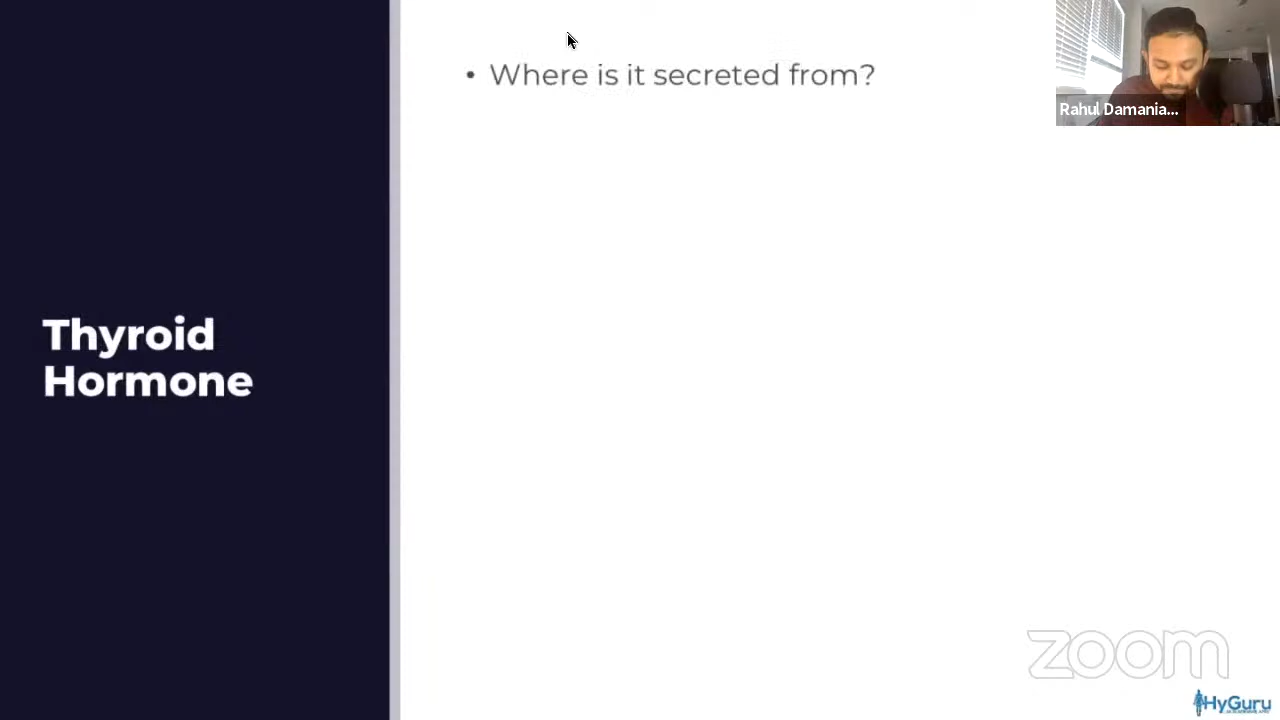 • Where is it secreted from?
Rahul Damania...
Thyroid
Hormone
zoom
HyGuru